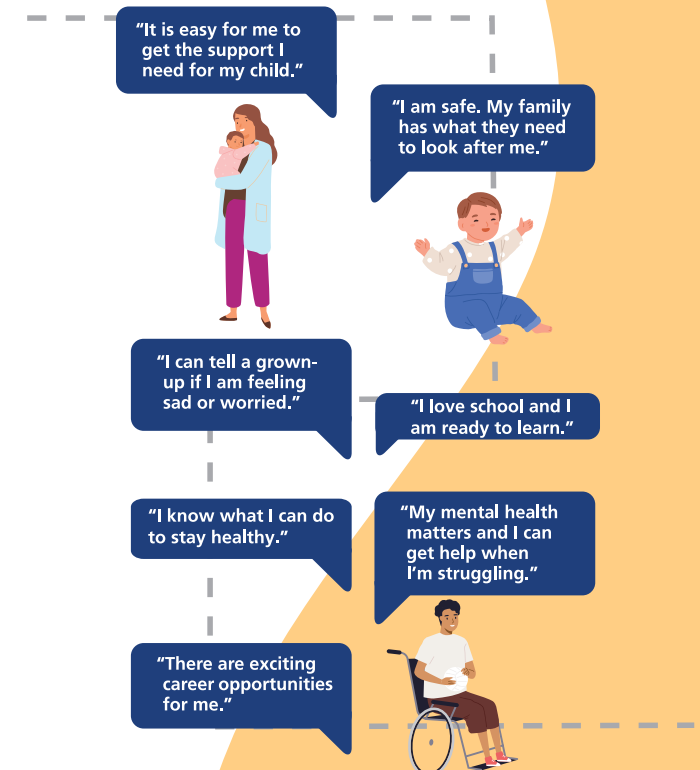 “It is easy for me to
get the support I
need for my child.”
“I am safe. My family
has what they need
to look after me.”
“I can tell a grown-
up if I am feeling
sad or worried.”
“I love school and I
am ready to learn.”
“I know what I can do
to stay healthy.”
“My mental health
matters and I can
get help when
I’m struggling.”
“There are exciting
career opportunities
for me.”